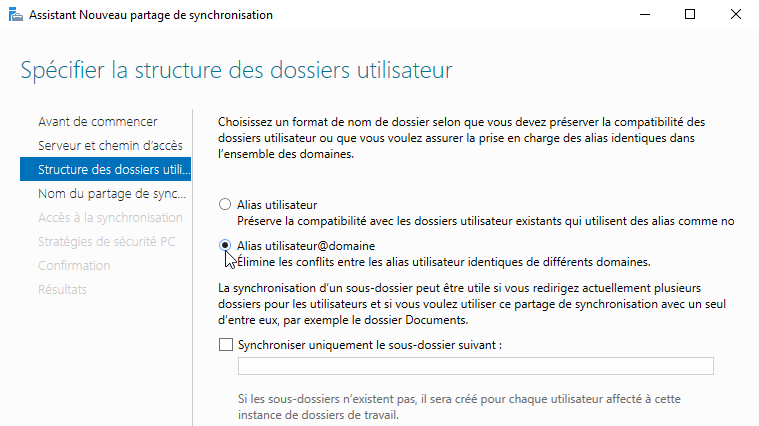 Assistant Nouveau partage de synchronisation
Spécifier la structure des dossiers utilisateur
Avant de commencer
Serveur et chemin d'accès
Structure des dossiers utili...
Nom du partage de sync...
Accès à la synchronisation
Stratégies de sécurité PC
Confirmation
Résultats
Choisissez un format de nom de dossier selon que vous devez préserver la compatibilité des
dossiers utilisateur ou que vous voulez assurer la prise en charge des alias identiques dans
l'ensemble des domaines.
Alias utilisateur
Préserve la compatibilité avec les dossiers utilisateur existants qui utilisent des alias comme no
Alias utilisateur@domaine
Élimine les conflits entre les alias utilisateur identiques de différents domaines.
La synchronisation d'un sous-dossier peut être utile si vous redirigez actuellement plusieurs
dossiers pour les utilisateurs et si vous voulez utiliser ce partage de synchronisation avec un seul
d'entre eux, par exemple le dossier Documents.
Synchroniser uniquement le sous-dossier suivant :
Si les sous-dossiers n'existent pas, il sera créé pour chaque utilisateur affecté à cette
instance de dossiers de travail.